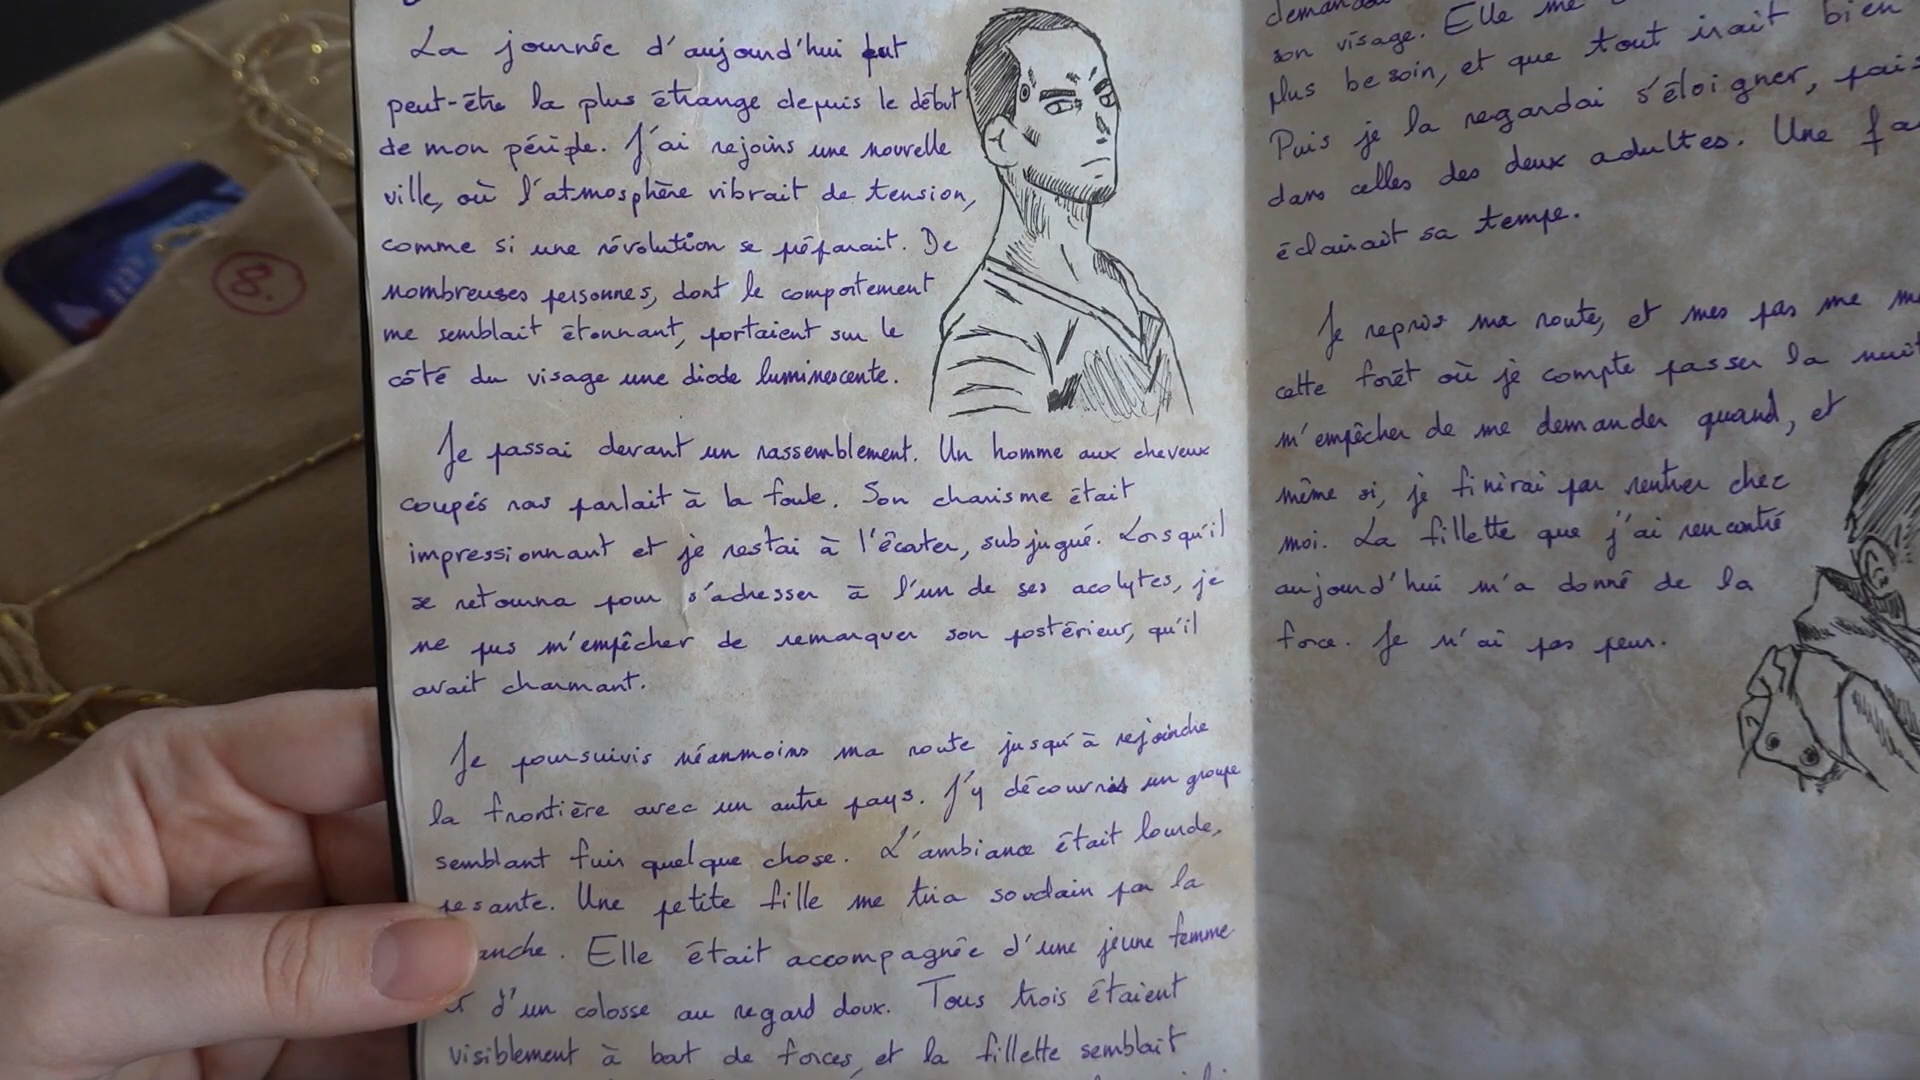 La journée d'aujourd'hui fut
peut-être la plus étrange depuis le début
de mon périple. J'ai rejoins une nouvelle
ville, où l'atmosphère vibrait de tension,
comme si une révolution se préparait. De
nombreuses personnes, dont le comportement
me semblait étonnant, portaient sur le
côté du visage une diode luminescente.
Je passai devant un rassemblement. Un homme aux cheveux
coupés ras parlait à la foule. Son charisme était
impressionnant et je restai à l'écouter, subjugué. Lorsqu'il
se retourna pour s'adresser à l'un de ses acolytes, je
ne pus m'empêcher de remarquer son postérieur, qu'il
avait charmant.
Je poursuivis néanmoins ma route jusqu'à rejoindre
la frontière avec un autre pays. J'y découvris un groupe
semblant fuir quelque chose. L'ambiance était lourde,
pesante. Une petite fille me tira soudain par la
anche. Elle était accompagnée d'une jeune femme
d'un colosse au regard doux. Tous trois étaient
visiblement à bout de forces, et la fillette semblait
son visage. Elle me
plus besoin, et que tout irait bien
Puis je la regardai s'éloigner, 
dans celles des deux adultes. Une
éclairait sa tempe.
Je repris ma route, et mes pas me
cette forêt où je compte passer la nuit
m'empêcher de me demander quand, et
même si, je finirai par rentrer chez
moi. La fillette que j'ai rencontré
aujourd'hui m'a donné de la
force. Je n'ai pas peur.
8.